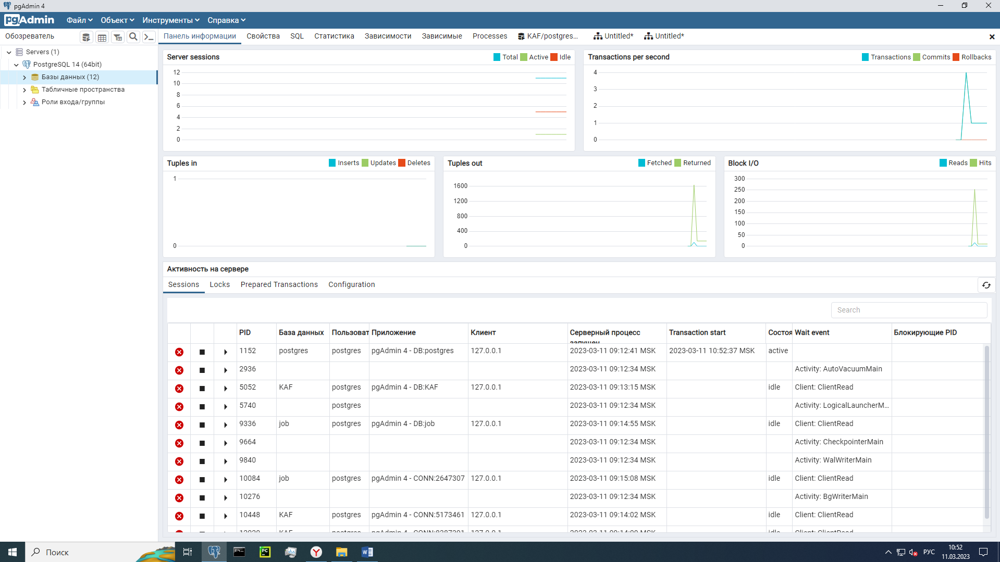 pgAdmin 4
pgAdmin Файл Объект Инструменты Справка
Обозреватель Панель информации Свойства SQL Статистика Зависимости Зависимые Processes KAF/postgres... Untitled* Untitled*
Servers (1)
PostgreSQL 14 (64bit)
Базы данных (12)
Табличные пространства
Роли входа/группы
Server sessions Total Active Idle
12
10
8
6
4
2
0
Transactions per second Transactions Commits Rollbacks
4
3
2
1
0
Tuples in Inserts Updates Deletes
1
0
Tuples out Fetched Returned
1600
1200
800
400
0
Block I/O Reads Hits
300
250
200
150
100
50
0
Активность на сервере
Sessions Locks Prepared Transactions Configuration
Search
PID База данных Пользоват Приложение Клиент Серверный процесс Transaction start Состоя Wait event Блокирующие PID
запущен
1152 postgres postgres pgAdmin 4 - DB:postgres 127.0.0.1 2023-03-11 09:12:41 MSK 2023-03-11 10:52:37 MSK active
2936 2023-03-11 09:12:34 MSK Activity: AutoVacuumMain
5052 KAF postgres pgAdmin 4 - DB:KAF 127.0.0.1 2023-03-11 09:13:15 MSK idle Client: ClientRead
5740 postgres 2023-03-11 09:12:34 MSK Activity: LogicalLauncherM...
9336 job postgres pgAdmin 4 - DB:job 127.0.0.1 2023-03-11 09:14:55 MSK idle Client: ClientRead
9664 2023-03-11 09:12:34 MSK Activity: CheckpointerMain
9840 2023-03-11 09:12:34 MSK Activity: WalWriterMain
10084 job postgres pgAdmin 4 - CONN:2647307 127.0.0.1 2023-03-11 09:15:08 MSK idle Client: ClientRead
10276 2023-03-11 09:12:34 MSK Activity: BgWriterMain
10448 KAF postgres pgAdmin 4 - CONN:5173461 127.0.0.1 2023-03-11 09:14:02 MSK idle Client: ClientRead
KAF postgres pgAdmin 4 - 127.0.0.1 idle Client: ClientRead
Поиск PC РУС 10:52
11.03.2023